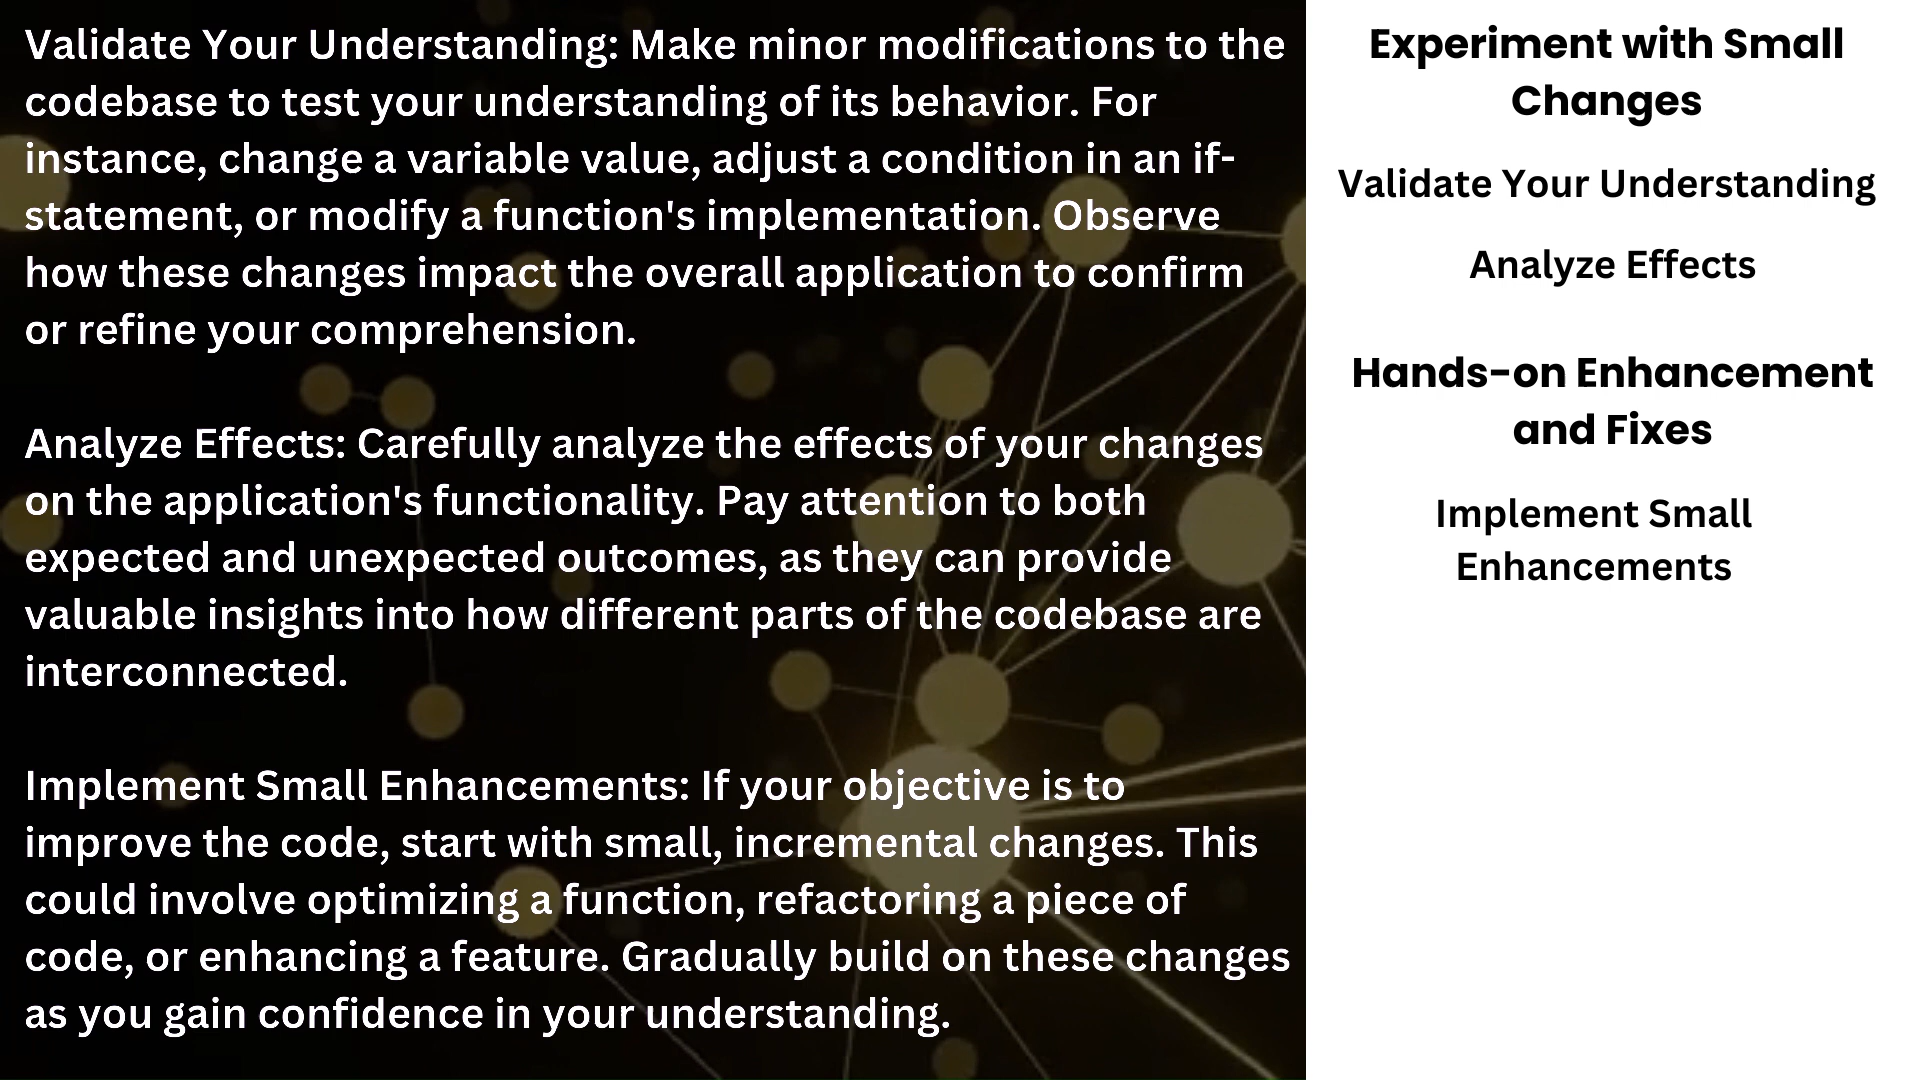 Validate Your Understanding: Make minor modifications to the
codebase to test your understanding of its behavior. For
instance, change a variable value, adjust a condition in an if-
statement, or modify a function's implementation. Observe
how these changes impact the overall application to confirm
or refine your comprehension.
Analyze Effects: Carefully analyze the effects of your changes
on the application's functionality. Pay attention to both
expected and unexpected outcomes, as they can provide
valuable insights into how different parts of the codebase are
interconnected.
Implement Small Enhancements: If your objective is to
improve the code, start with small, incremental changes. This
could involve optimizing a function, refactoring a piece of
code, or enhancing a feature. Gradually build on these changes
as you gain confidence in your understanding.
Experiment with Small
Changes
Validate Your Understanding
Analyze Effects
Hands-on Enhancement
and Fixes
Implement Small
Enhancements